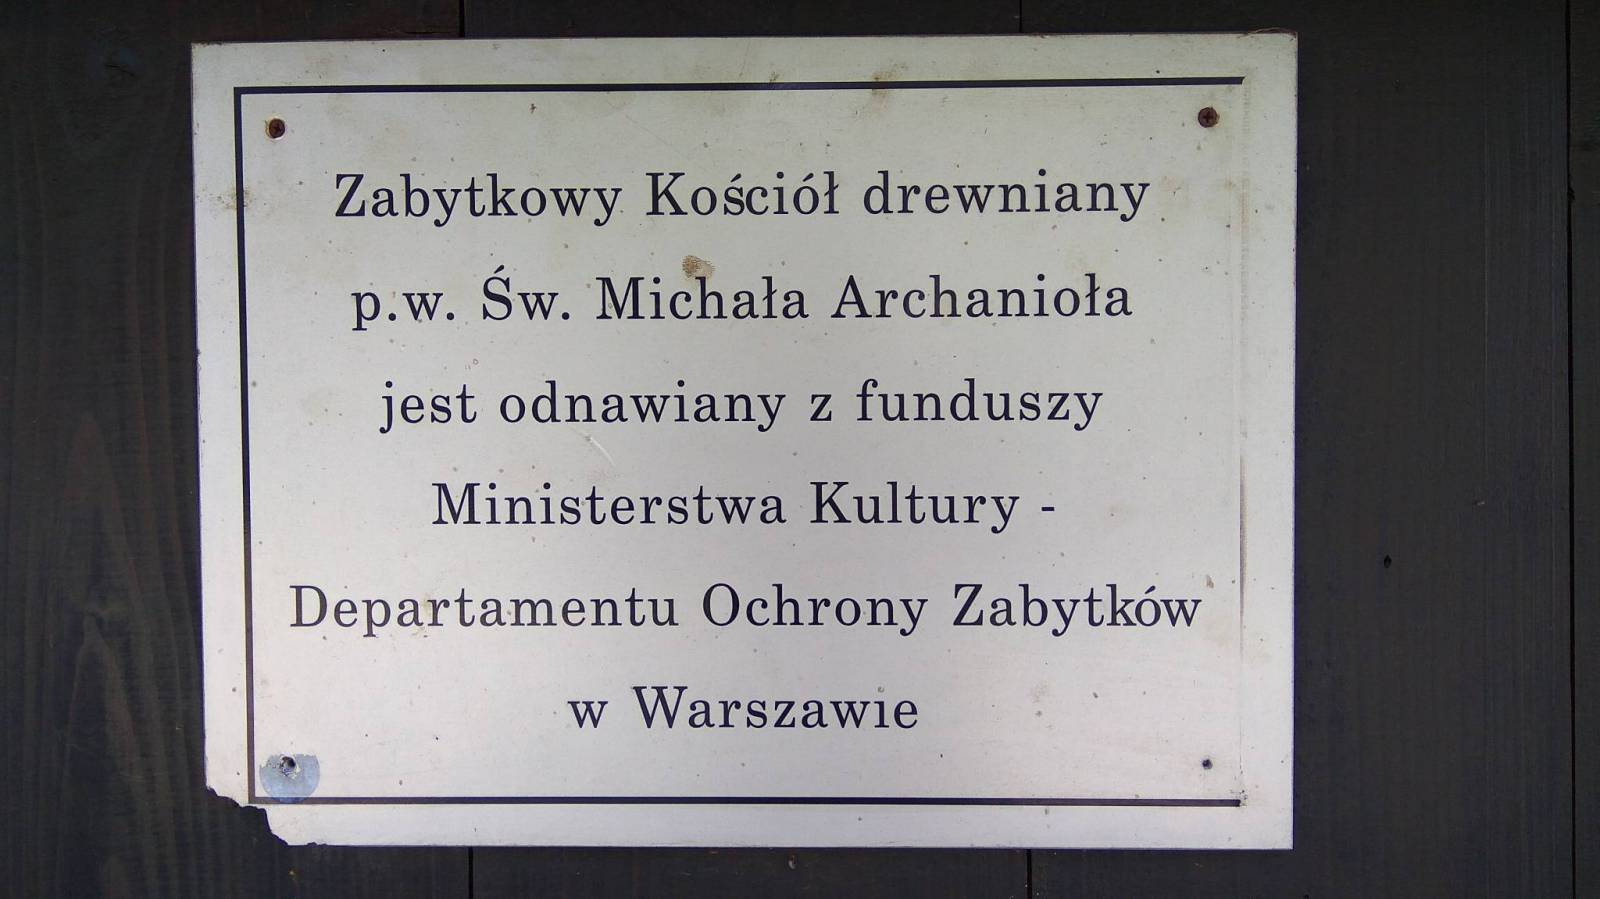 Zabytkowy Kościół drewniany
p.w. Św. Michała Archanioła
jest odnawiany z funduszy
Ministerstwa Kultury -
Departamentu Ochrony Zabytków
w Warszawie